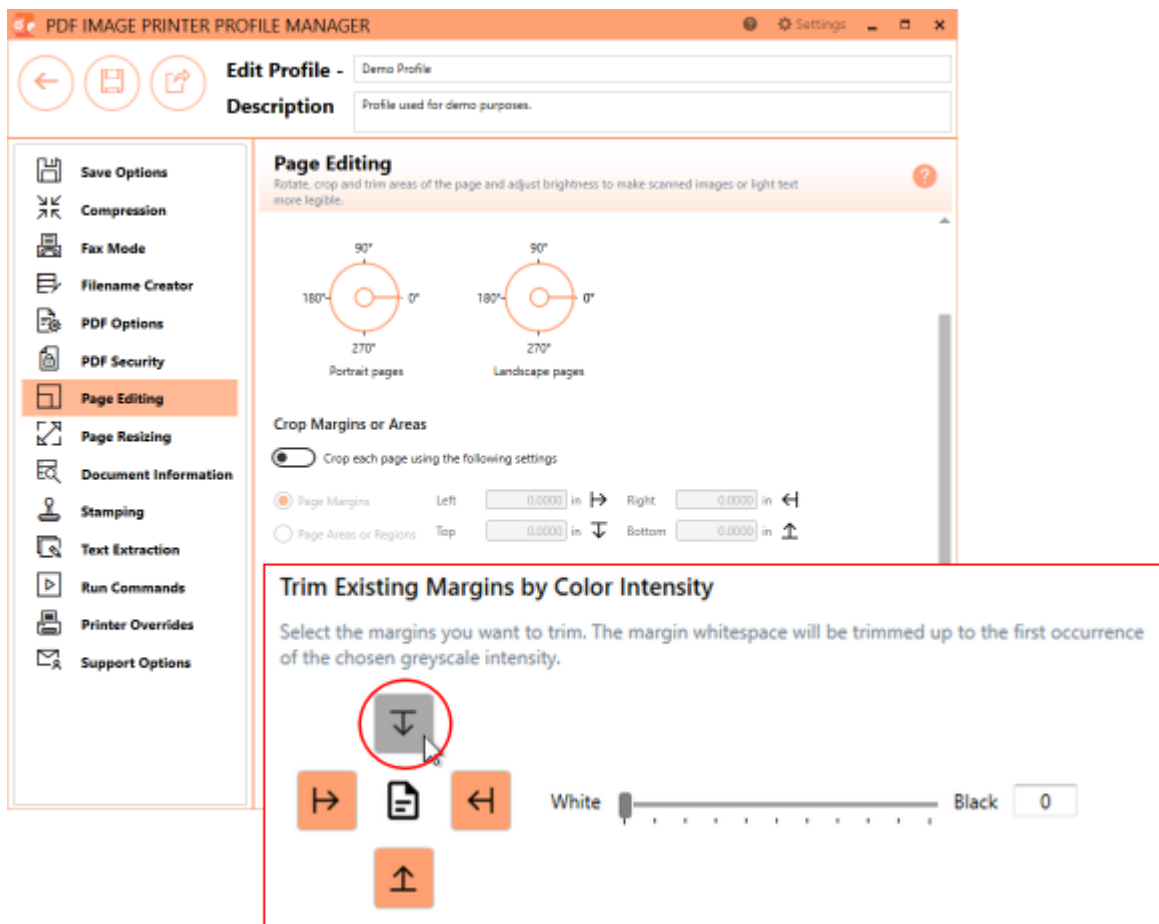 PDF IMAGE PRINTER PROFILE MANAGER
Settings
Edit Profile - Demo Profile
Description Profile used for demo purposes.
Save Options
Compression
Fax Mode
Filename Creator
PDF Options
PDF Security
Page Editing
Page Resizing
Document Information
Stamping
Text Extraction
Run Commands
Printer Overrides
Support Options
Page Editing
Rotate, crop and trim areas of the page and adjust brightness to make scanned images or light text
more legible.
90° 90°
180° 0° 180° 0°
270° 270°
Portrait pages Landscape pages
Crop Margins or Areas
Crop each page using the following settings
Page Margins Left 0.0000 in Right 0.0000 in
Page Areas or Regions Top 0.0000 in Bottom 0.0000 in
Trim Existing Margins by Color Intensity
Select the margins you want to trim. The margin whitespace will be trimmed up to the first occurrence
of the chosen greyscale intensity.
White Black 0